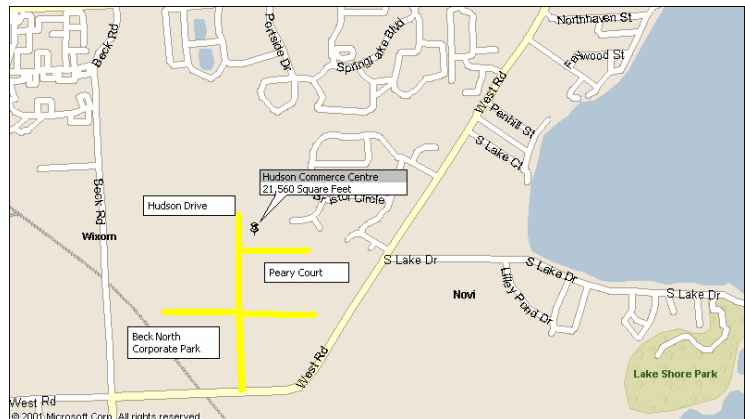 Northhaven St
Beck Rd
Portside Dr
Spring Lake Blvd
wood St
Fay
West Rd
Penhill St
S Lake Ct
Hudson Commerce Centre
21,560 Square Feet
Circle
Beck Rd
Hudson Drive
Wixom
S Lake Dr
Peary Court
S Lake Dr
Lilley Pond Dr
Novi
S Lake Dr
Beck North
Corporate Park
West Rd
Lake Shore Park
West Rd
© 2001 Microsoft Corp. All rights reserved